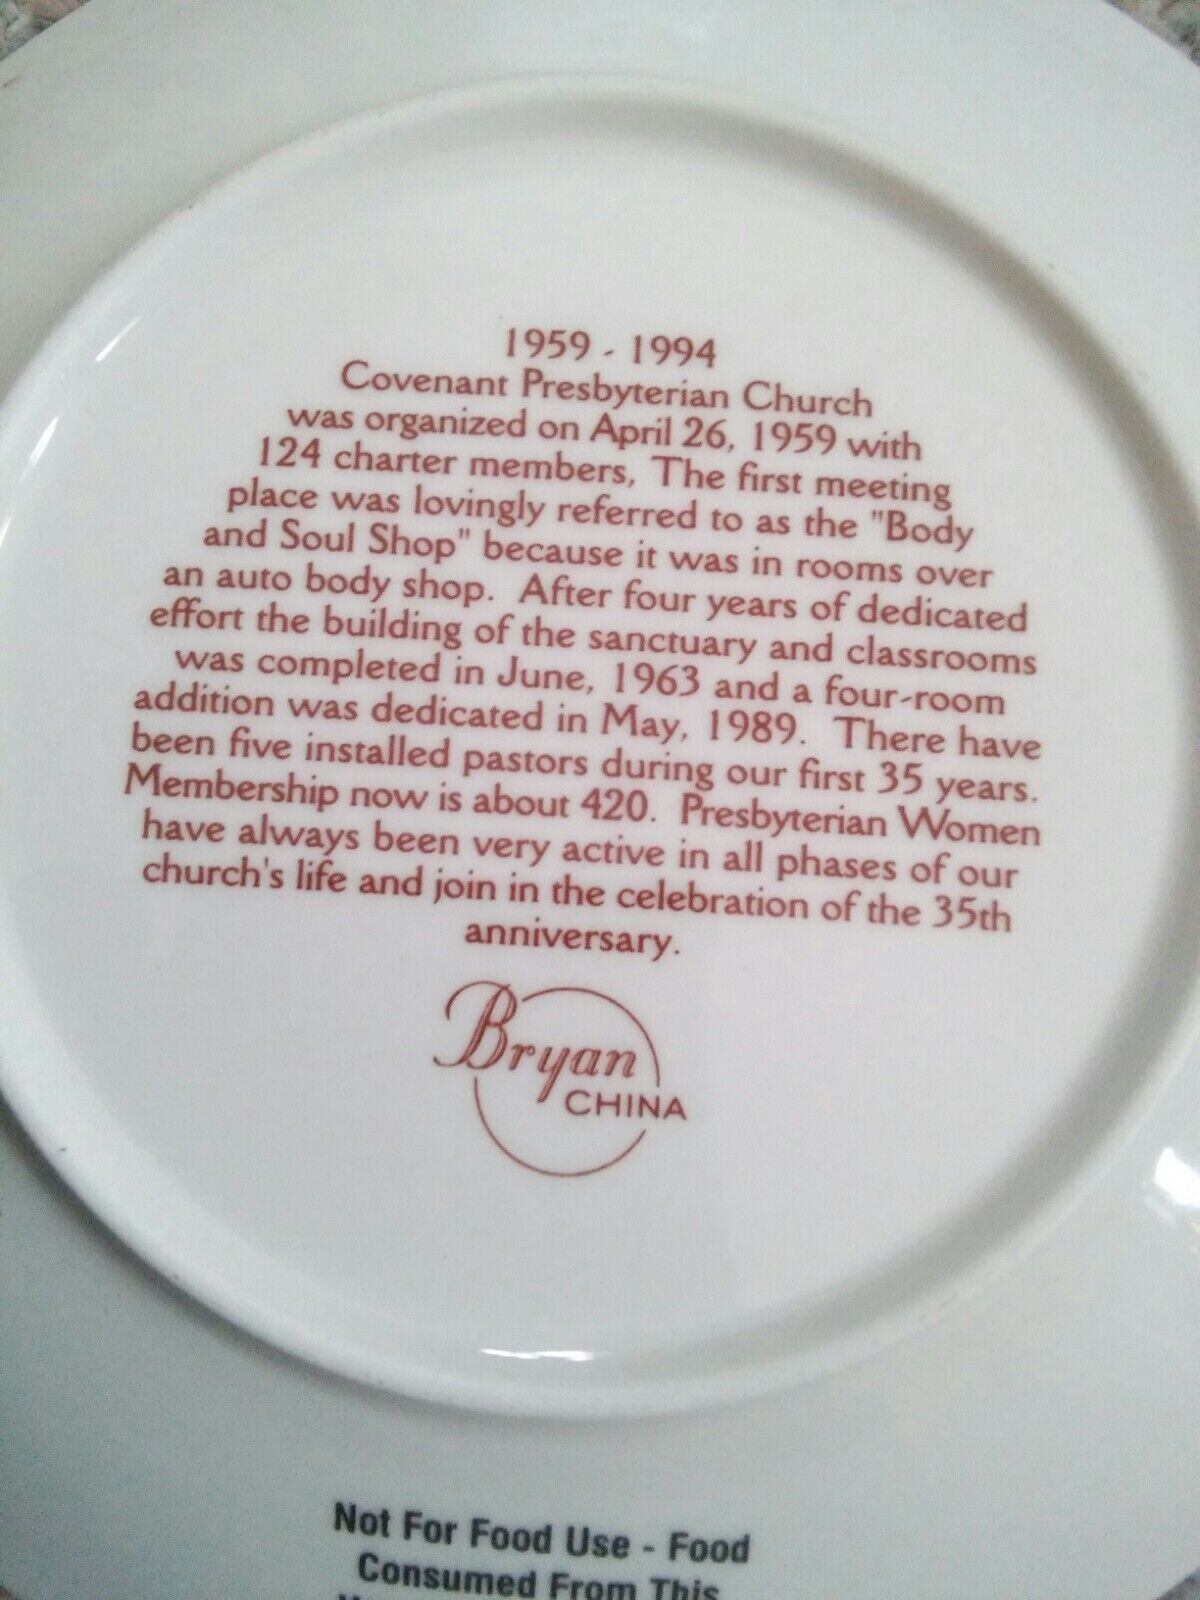 1959 - 1994
Covenant Presbyterian Church
was organized on April 26, 1959 with
124 charter members, The first meeting
place was lovingly referred to as the "Body
and Soul Shop" because it was in rooms over
an auto body shop. After four years of dedicated
effort the building of the sanctuary and classrooms
was completed in June, 1963 and a four-room
addition was dedicated in May, 1989. There have
been five installed pastors during our first 35 years.
Membership now is about 420. Presbyterian Women
have always been very active in all phases of our
church's life and join in the celebration of the 35th
anniversary.
Bryan
CHINA
Not For Food Use - Food
Consumed From This